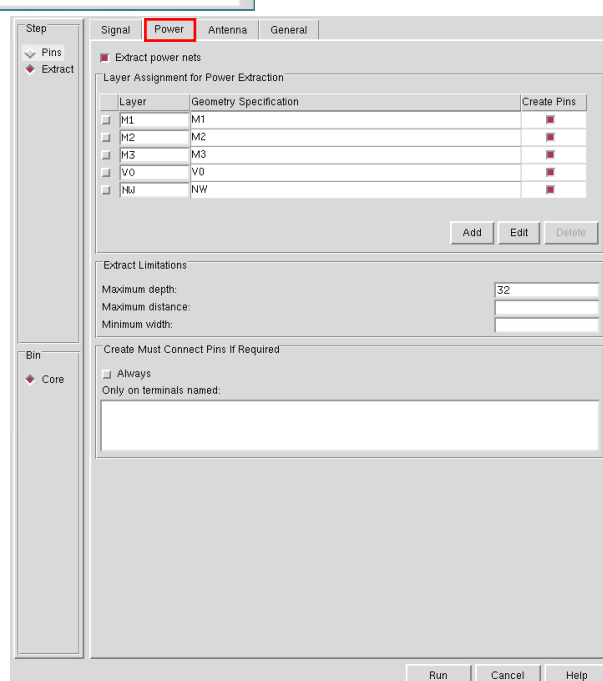 Step
Pins
Extract
Bin
Core
Signal Power Antenna General
Extract power nets
Layer Assignment for Power Extraction
Layer Geometry Specification Create Pins
M1 M1
M2 M2
M3 M3
V0 V0
NW NW
Add Edit Delete
Extract Limitations
Maximum depth: 32
Maximum distance:
Minimum width:
Create Must Connect Pins If Required
Always
Only on terminals named:
Run Cancel Help